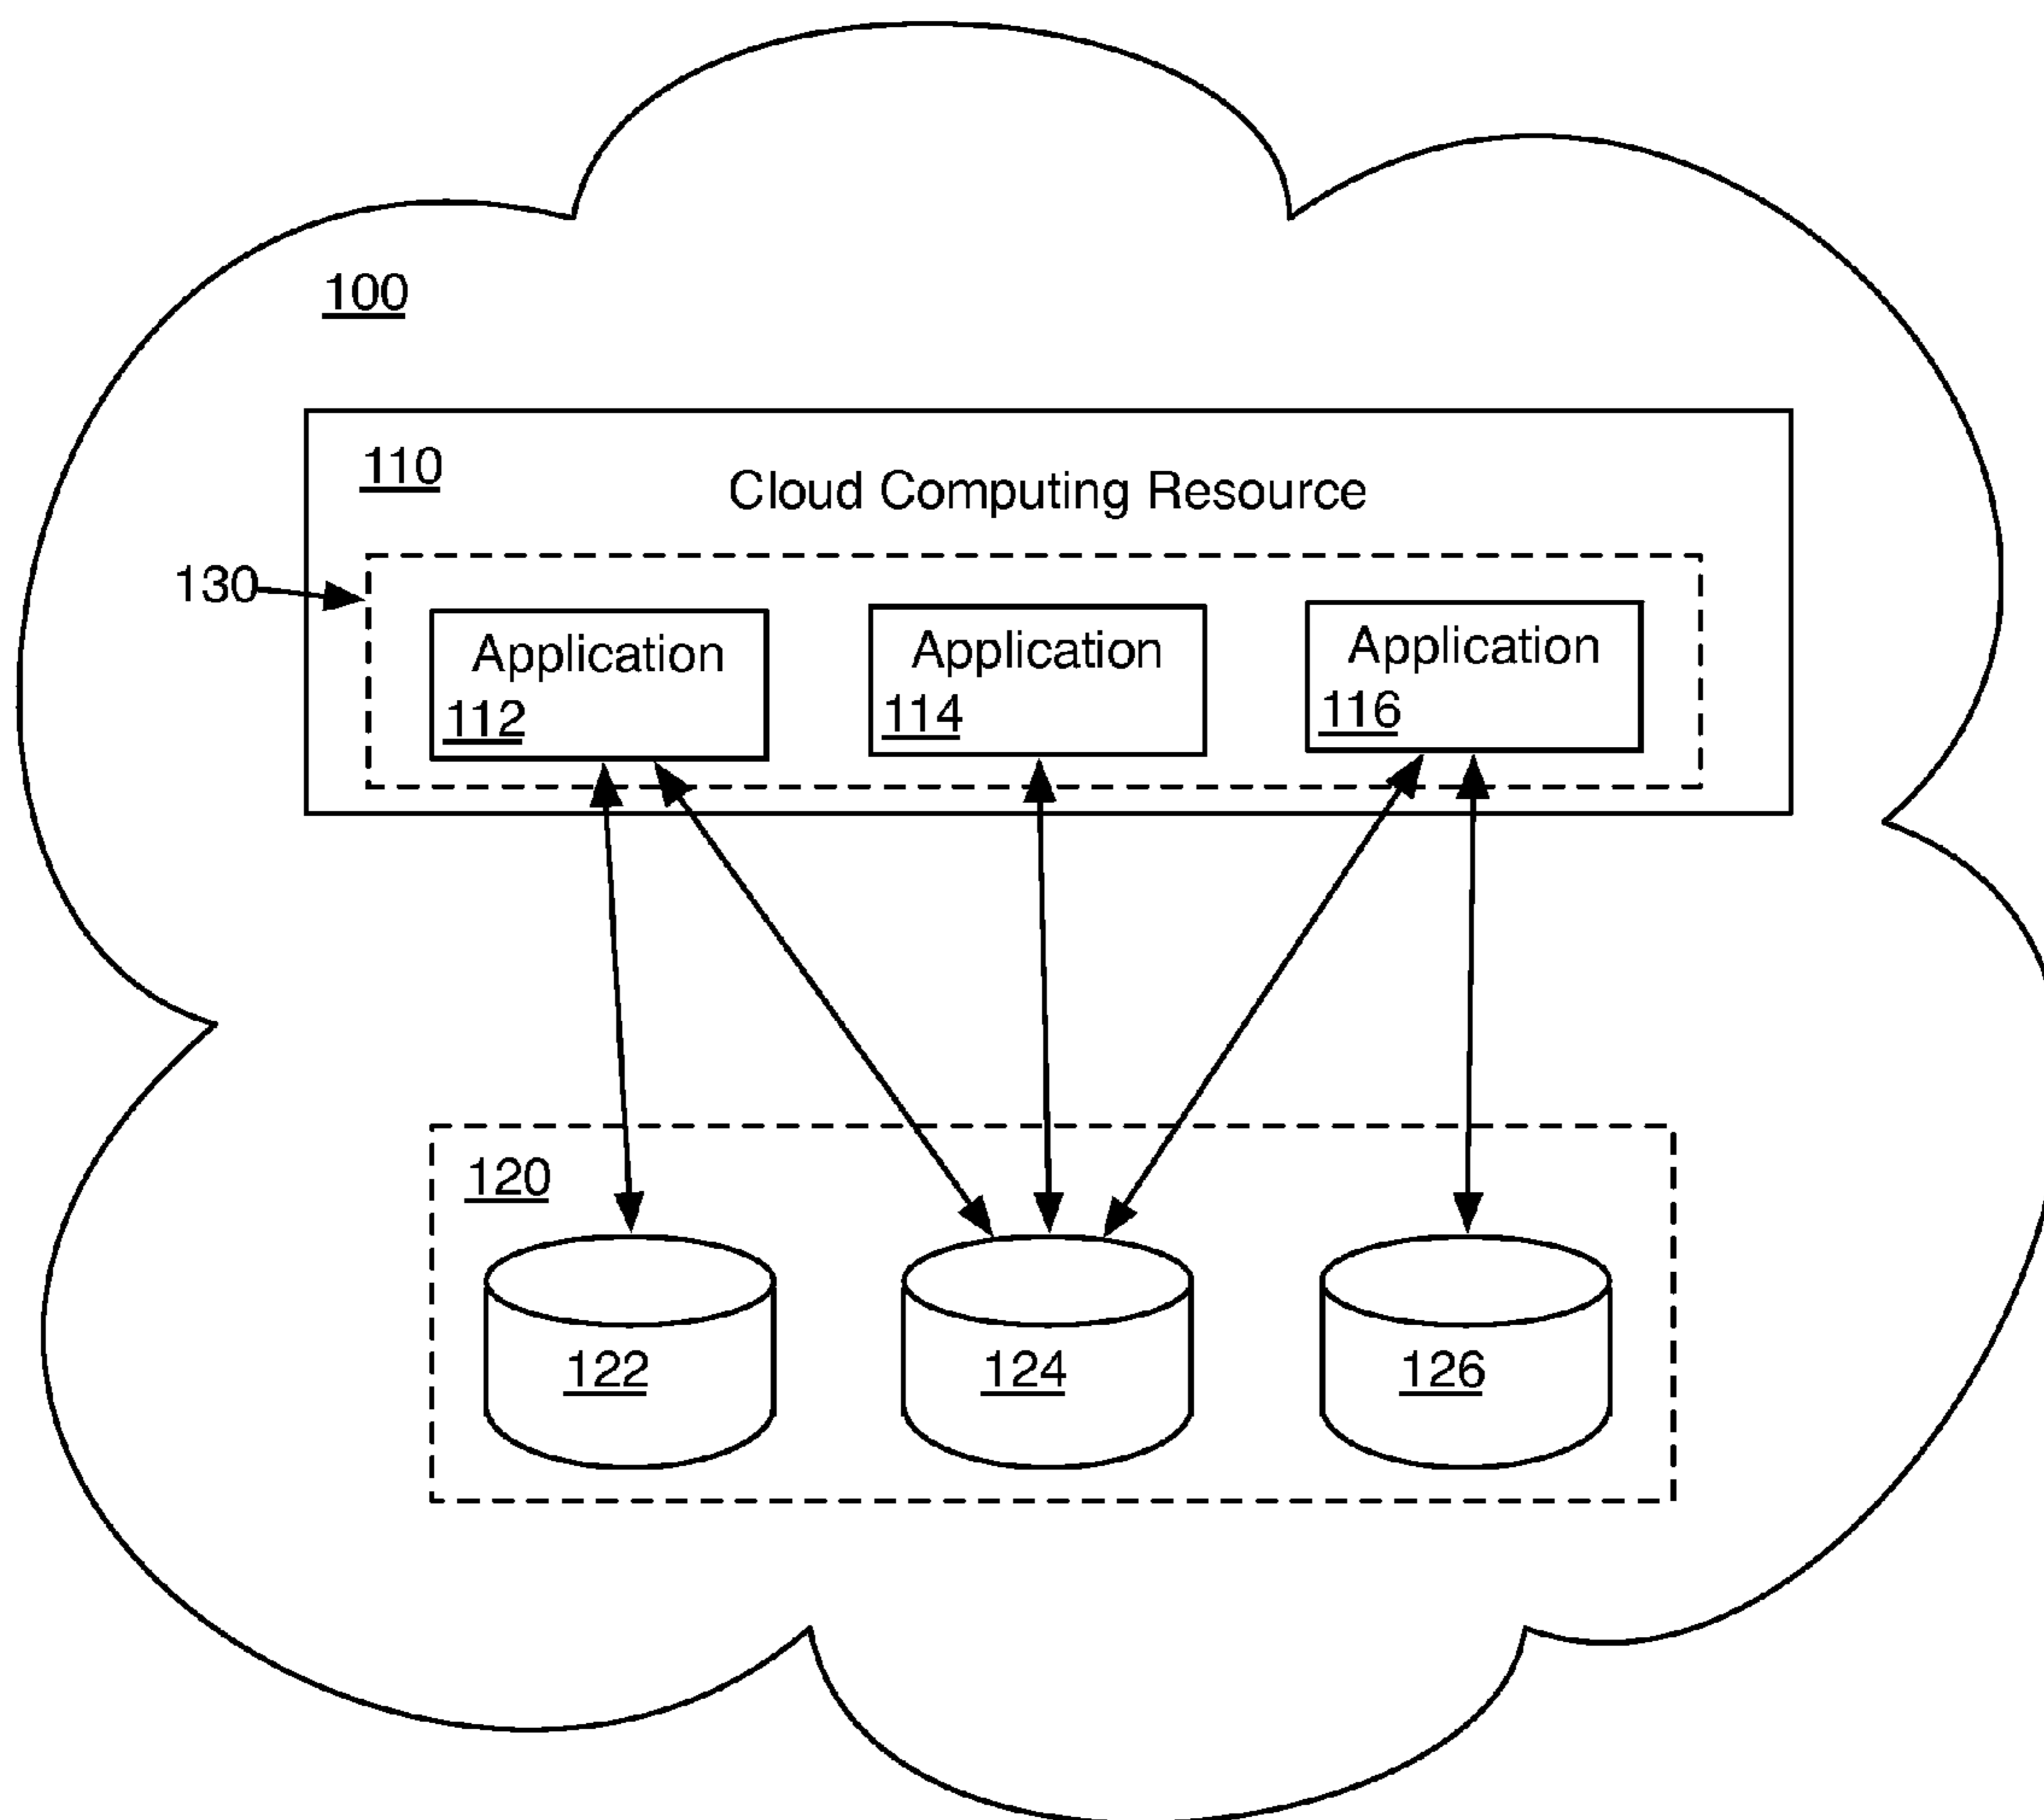 100
110
Cloud Computing Resource
130
Application
112
Application
114
Application
116
120
122
124
126